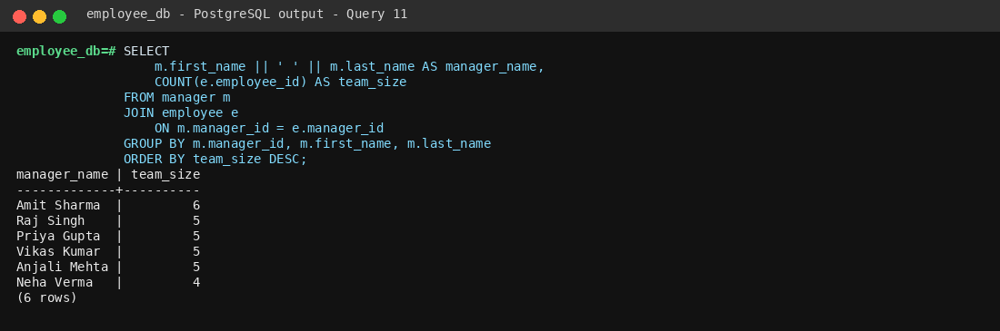 employee_db - PostgreSQL output - Query 11
employee_db=# SELECT
m.first_name || ' ' || m.last_name AS manager_name,
COUNT(e.employee_id) AS team_size
FROM manager m
JOIN employee e
ON m.manager_id = e.manager_id
GROUP BY m.manager_id, m.first_name, m.last_name
ORDER BY team_size DESC;
manager_name | team_size
-------------+----------
Amit Sharma  |         6
Raj Singh    |         5
Priya Gupta  |         5
Vikas Kumar  |         5
Anjali Mehta |         5
Neha Verma   |         4
(6 rows)